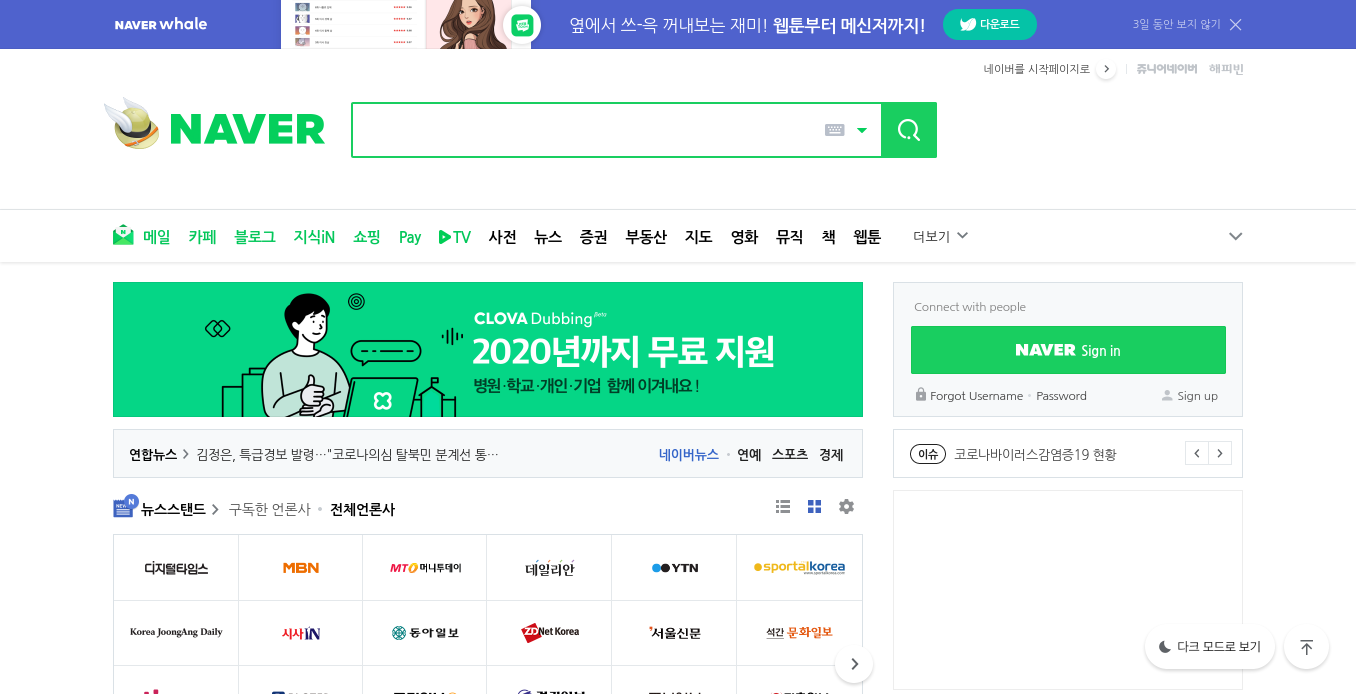 NAVER whale
옆에서 쓰-윽 꺼내보는 재미! 웹툰부터 메신저까지!
다운로드
3일 동안 보지 않기
네이버를 시작페이지로
쥬니어네이버 해피빈
NAVER
메일 카페 블로그 지식iN 쇼핑 Pay TV 사전 뉴스 증권 부동산 지도 영화 뮤직 책 웹툰 더보기
CLOVA Dubbing Beta
2020년까지 무료 지원
병원·학교·개인·기업 함께 이겨내요!
Connect with people
NAVER Sign in
Forgot Username Password Sign up
연합뉴스 김정은, 특급경보 발령…"코로나의심 탈북민 분계선 통…
네이버뉴스 연예 스포츠 경제
이슈 코로나바이러스감염증19 현황
뉴스스탠드 구독한 언론사 전체언론사
디지털타임스 MBN MT 머니투데이 데일리안 YTN sportalkorea
www.sportalkorea.com
Korea JoongAng Daily 시사IN 동아일보 ZDNet Korea 서울신문 석간 문화일보
다크 모드로 보기